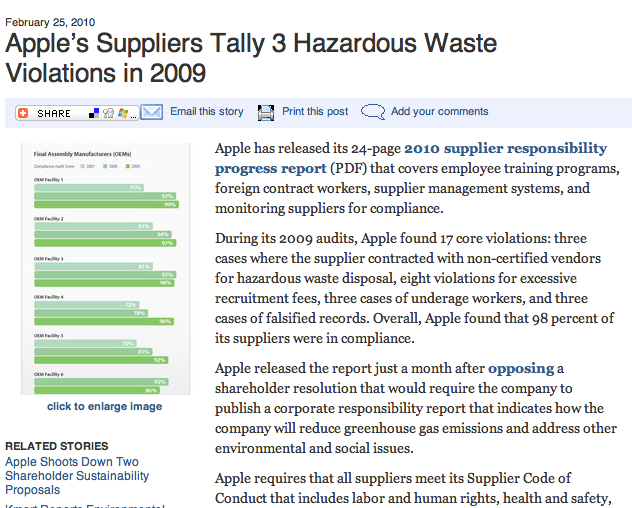 February 25, 2010
Apple's Suppliers Tally 3 Hazardous Waste
Violations in 2009
SHARE
...
Email this story
Print this post
Add your comments
Final Assembly Manufacturers (OEMs)
Compliance Audit Score 2007 2008 2009
OEM Facility 1
75%
97%
99%
OEM Facility 2
81%
94%
97%
OEM Facility 3
81%
97%
96%
OEM Facility 4
72%
78%
96%
OEM Facility 5
70%
81%
92%
OEM Facility 6
92%
86%
click to enlarge image
RELATED STORIES
Apple Shoots Down Two
Shareholder Sustainability
Proposals
Kmart Reports Environmental
Apple has released its 24-page 2010 supplier responsibility
progress report (PDF) that covers employee training programs,
foreign contract workers, supplier management systems, and
monitoring suppliers for compliance.
During its 2009 audits, Apple found 17 core violations: three
cases where the supplier contracted with non-certified vendors
for hazardous waste disposal, eight violations for excessive
recruitment fees, three cases of underage workers, and three
cases of falsified records. Overall, Apple found that 98 percent of
its suppliers were in compliance.
Apple released the report just a month after opposing a
shareholder resolution that would require the company to
publish a corporate responsibility report that indicates how the
company will reduce greenhouse gas emissions and address other
environmental and social issues.
Apple requires that all suppliers meet its Supplier Code of
Conduct that includes labor and human rights, health and safety,